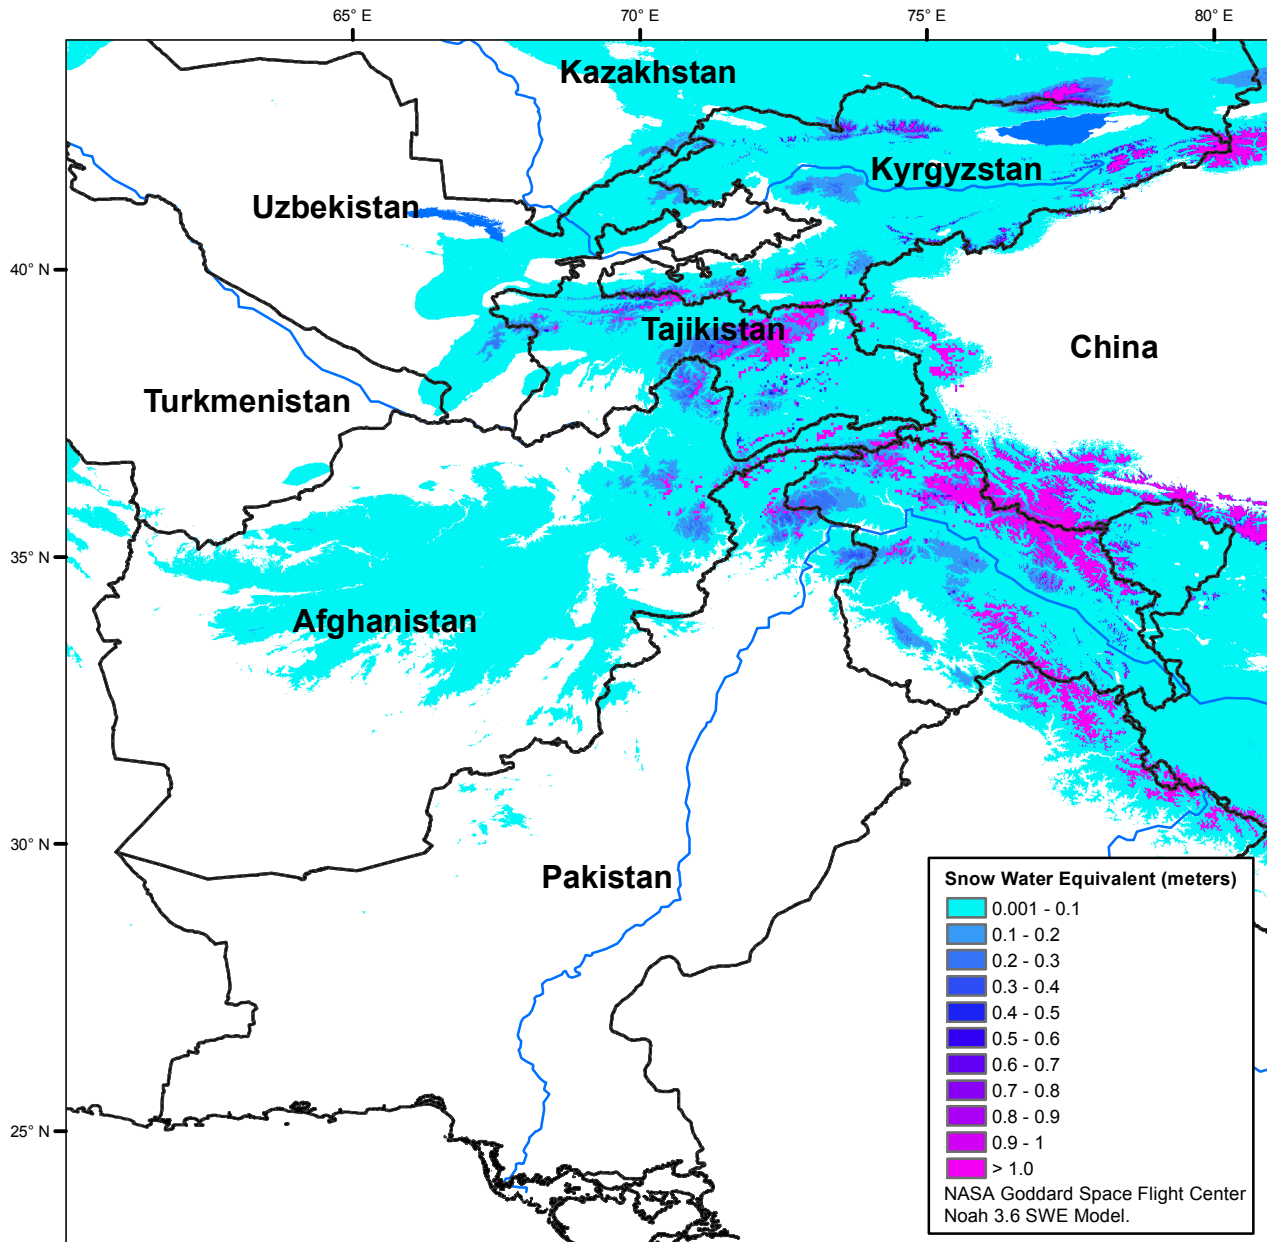 65° E
70° E
75° E
80° E
Kazakhstan
Kyrgyzstan
Uzbekistan
40° N
Tajikistan
China
Turkmenistan
35° N
Afghanistan
30° N
Pakistan
25° N
Snow Water Equivalent (meters)
0.001 - 0.1
0.1 - 0.2
0.2 - 0.3
0.3 - 0.4
0.4 - 0.5
0.5 - 0.6
0.6 - 0.7
0.7 - 0.8
0.8 - 0.9
0.9 - 1
> 1.0
NASA Goddard Space Flight Center
Noah 3.6 SWE Model.